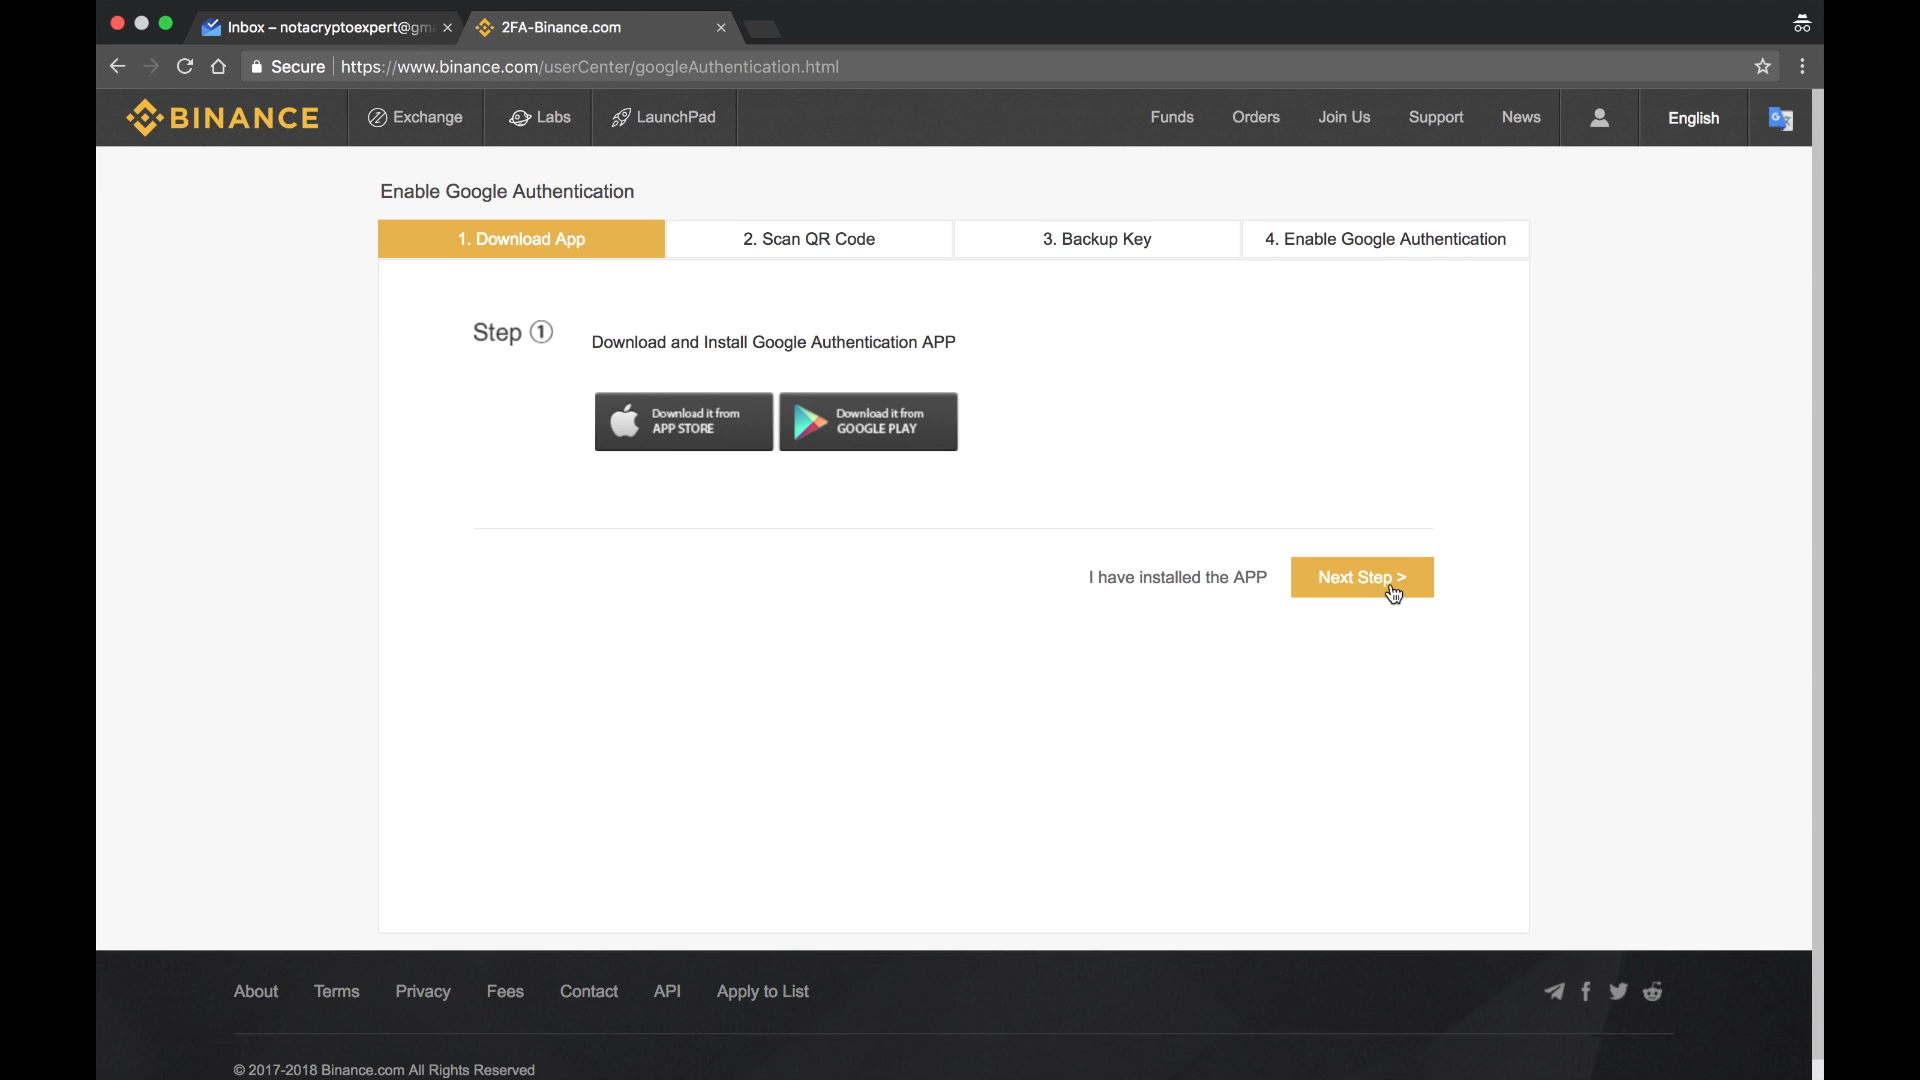 Inbox – notacryptoexpert@gm
2FA-Binance.com
Secure https://www.binance.com/userCenter/googleAuthentication.html
BINANCE Exchange Labs LaunchPad Funds Orders Join Us Support News English
Enable Google Authentication
1. Download App 2. Scan QR Code 3. Backup Key 4. Enable Google Authentication
Step 1 Download and Install Google Authentication APP
Download it from
APP STORE
Download it from
GOOGLE PLAY
I have installed the APP Next Step >
About Terms Privacy Fees Contact API Apply to List
© 2017-2018 Binance.com All Rights Reserved